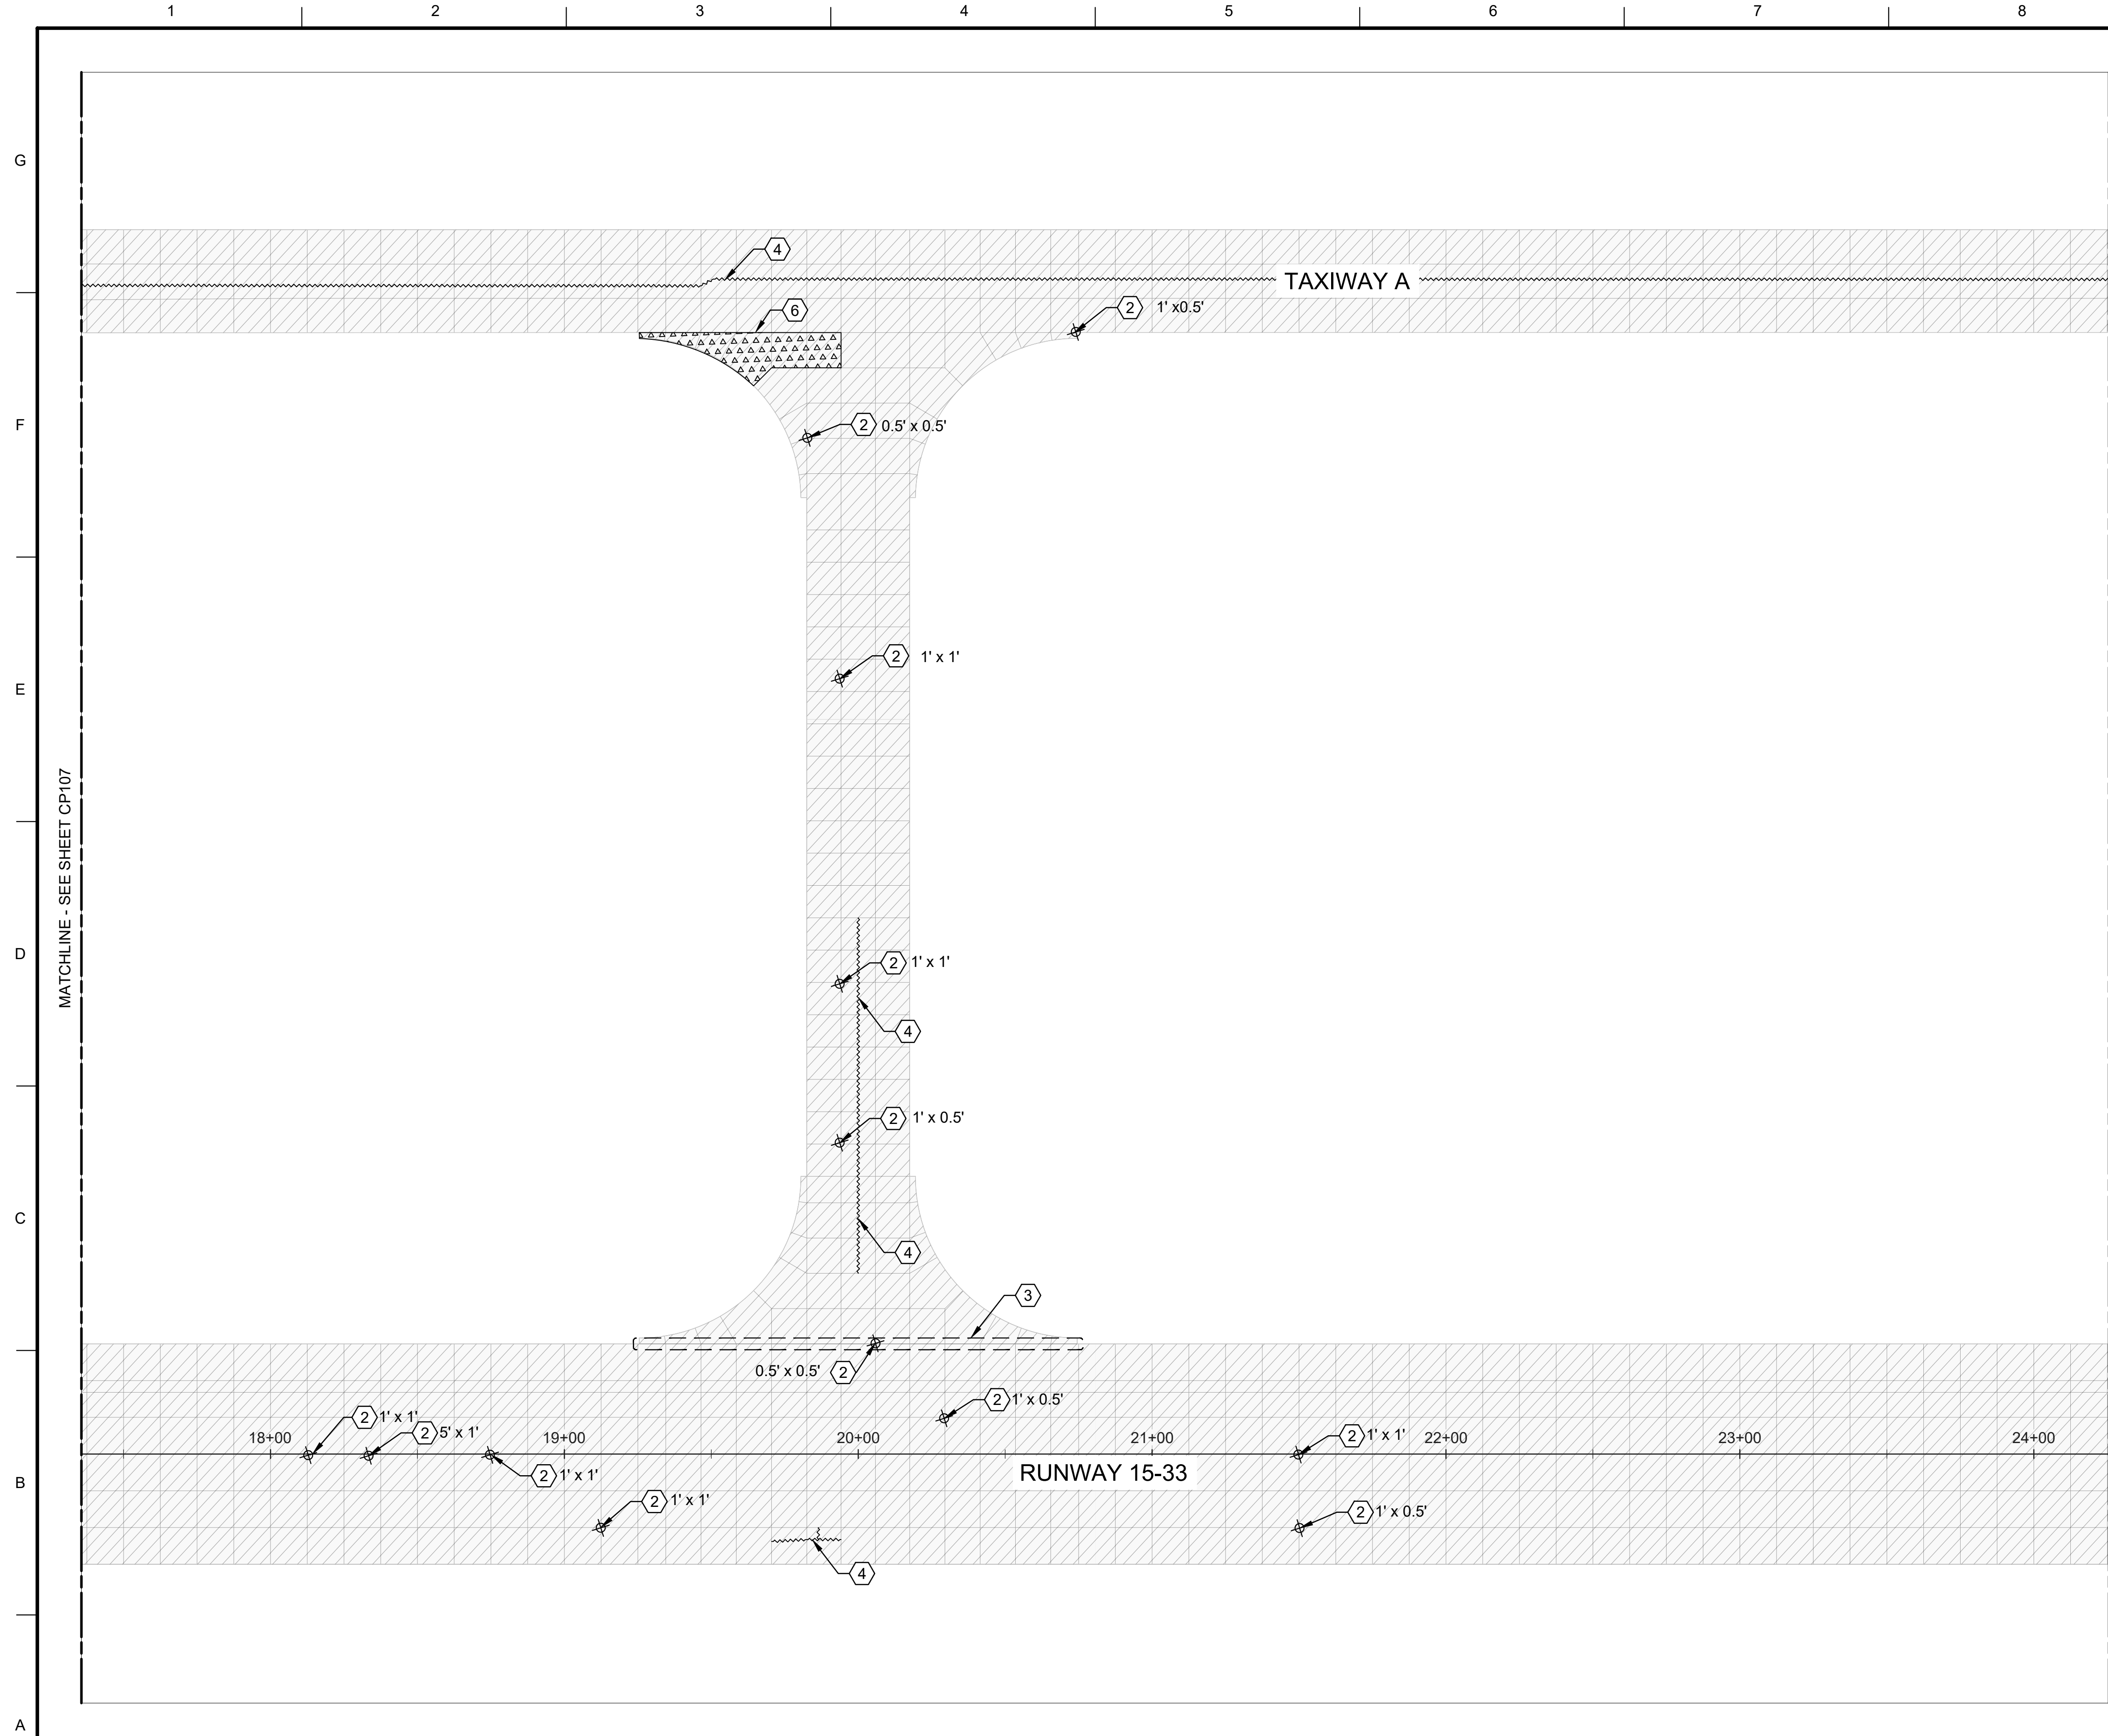 1 2 3 4 5 6 7 8
G
4
TAXIWAY A
6
2 1' x0.5'
F
2 0.5' x 0.5'
E
2 1' x 1'
MATCHLINE - SEE SHEET CP107
D
2 1' x 1'
4
2 1' x 0.5'
C
4
3
0.5' x 0.5' 2
2 1' x 0.5'
2 1' x 1'
2 5' x 1'
2 1' x 1'
18+00 19+00 20+00 21+00 22+00 23+00 24+00
B
RUNWAY 15-33
2 1' x 1'
2 1' x 1'
2 1' x 0.5'
4
A